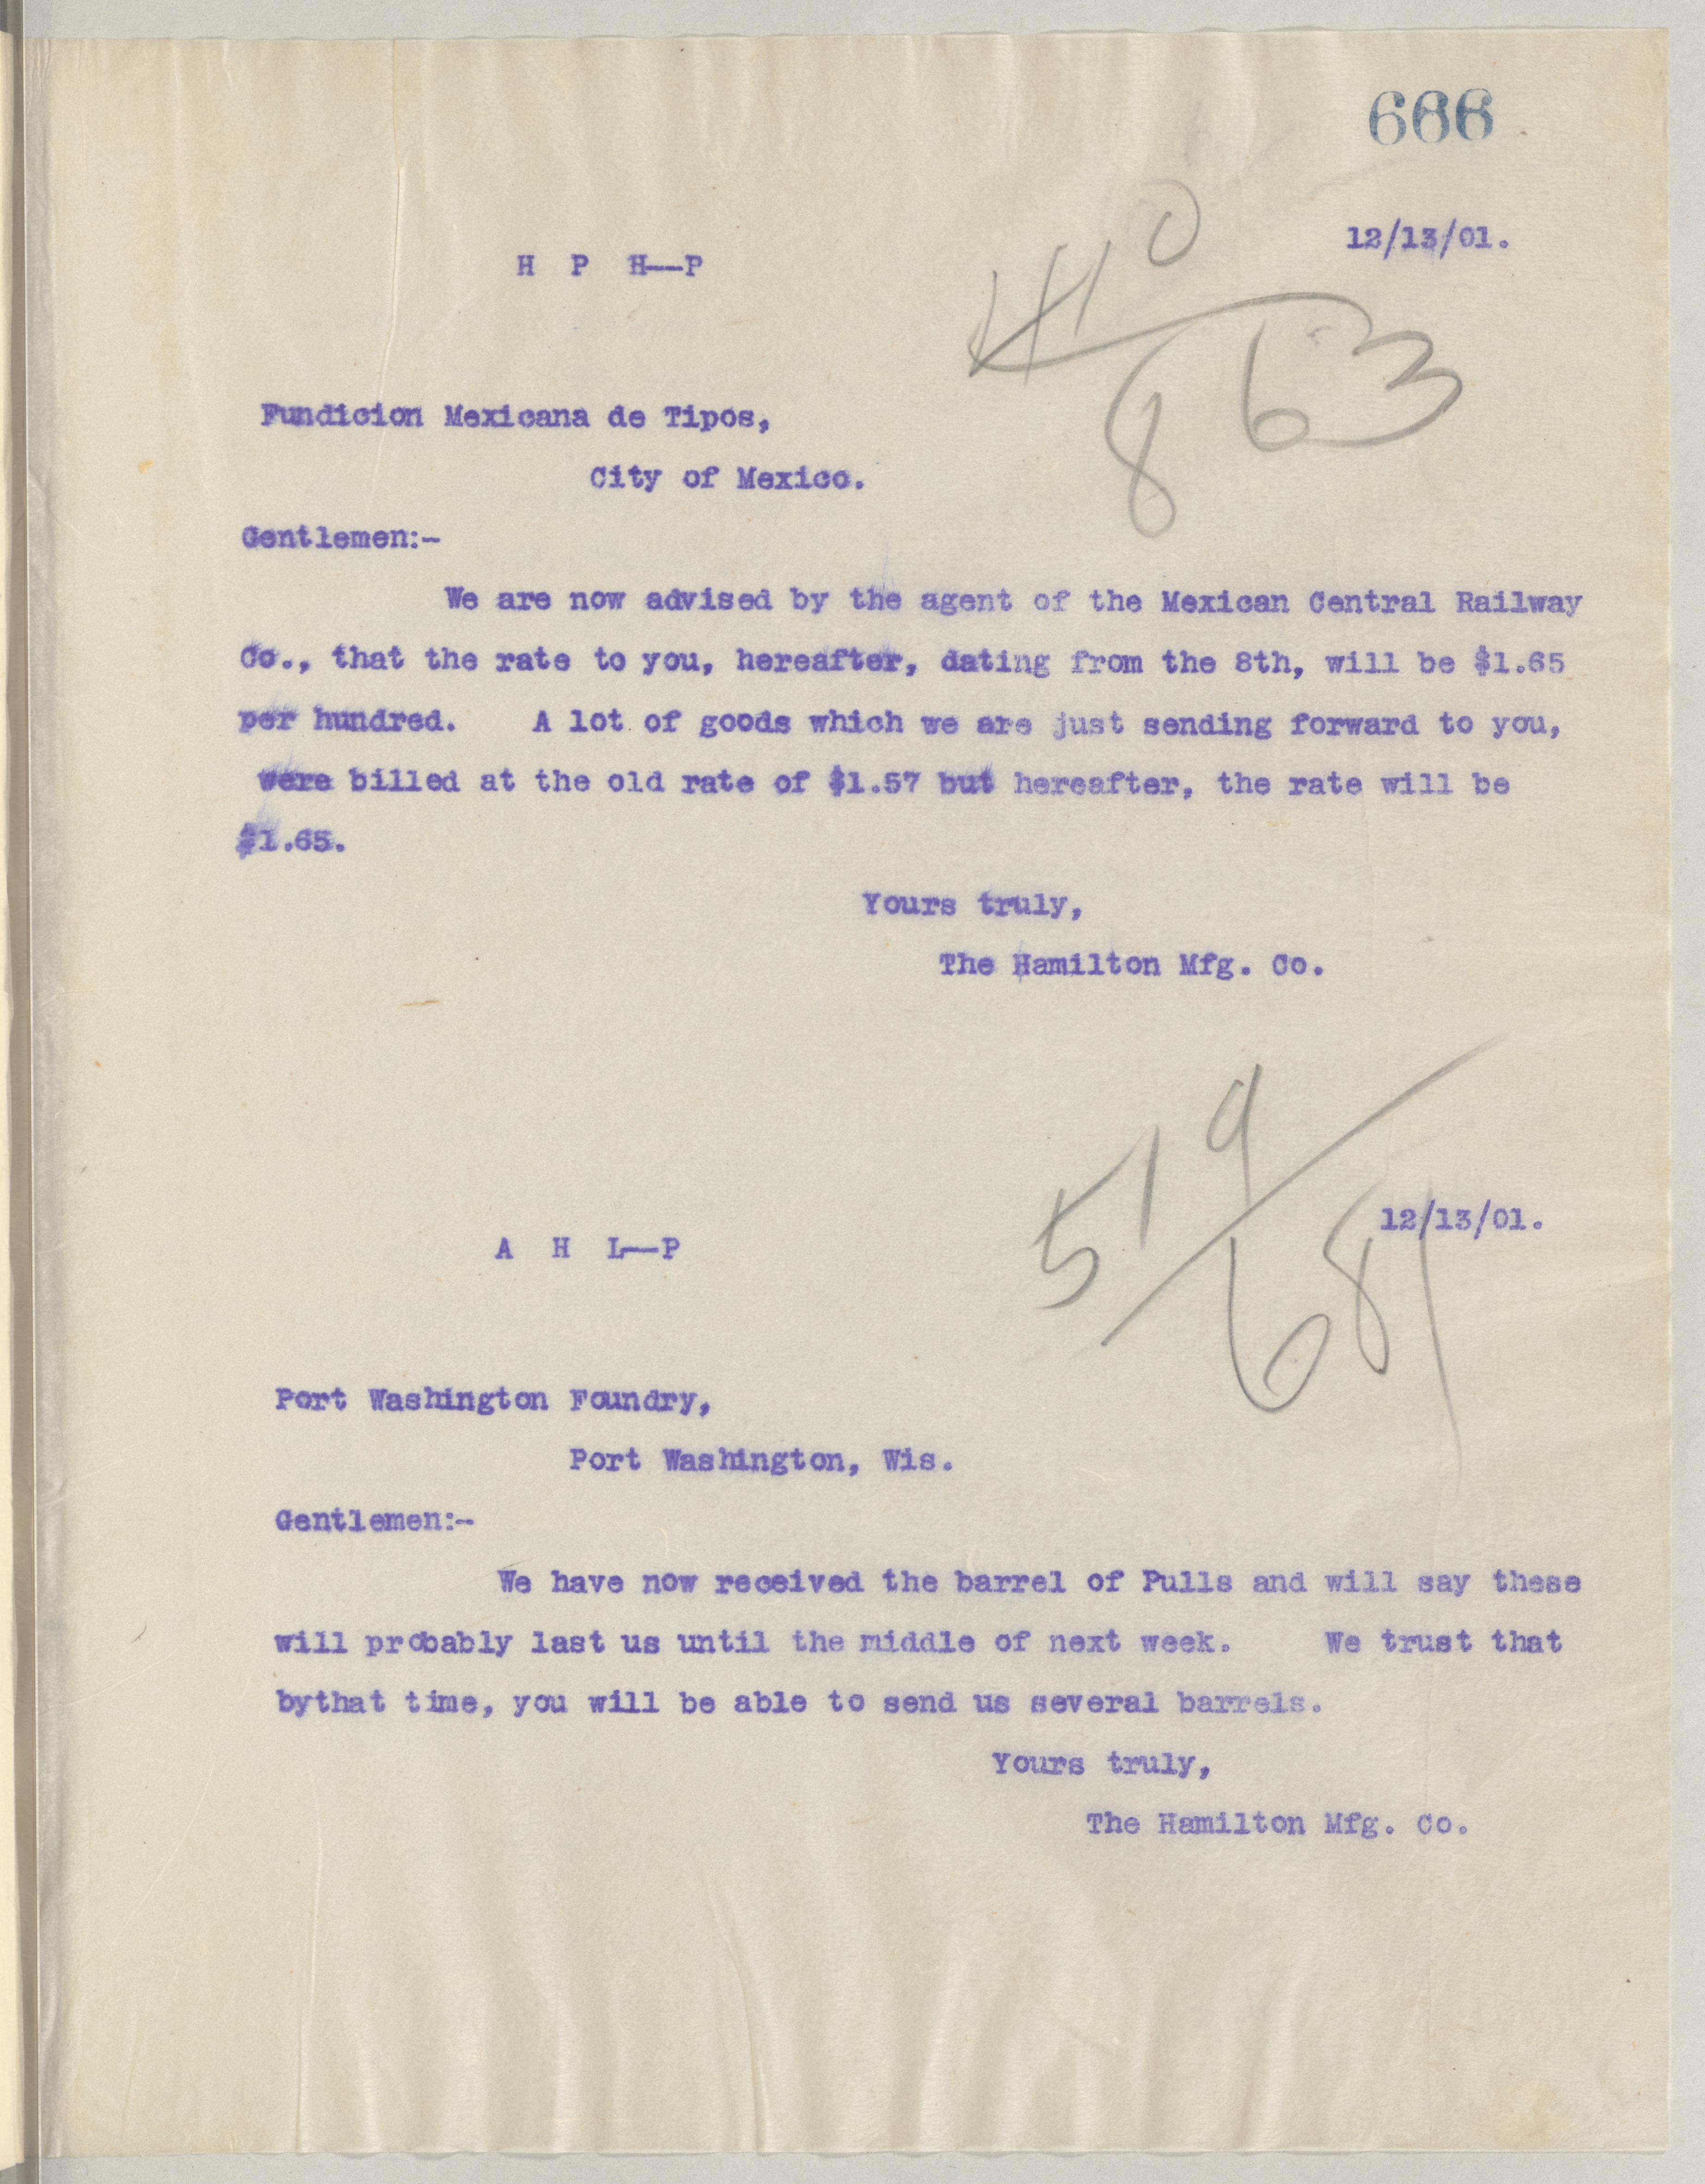 666
12/13/01.
H P H--P
410
863
Fundicion Mexicana de Tipos,
City of Mexico.
Gentlemen:-
We are now advised by the agent of the Mexican Central Railway
Co., that the rate to you, hereafter, dating from the 8th, will be $1.65
per hundred. A lot of goods which we are just sending forward to you,
were billed at the old rate of $1.57 but hereafter, the rate will be
$1.65.
Yours truly,
The Hamilton Mfg. Co.
519
681
12/13/01.
A H L--P
Port Washington Foundry,
Port Washington, Wis.
Gentlemen:-
We have now received the barrel of Pulls and will say these
will probably last us until the middle of next week. We trust that
bythat time, you will be able to send us several barrels.
Yours truly,
The Hamilton Mfg. Co.